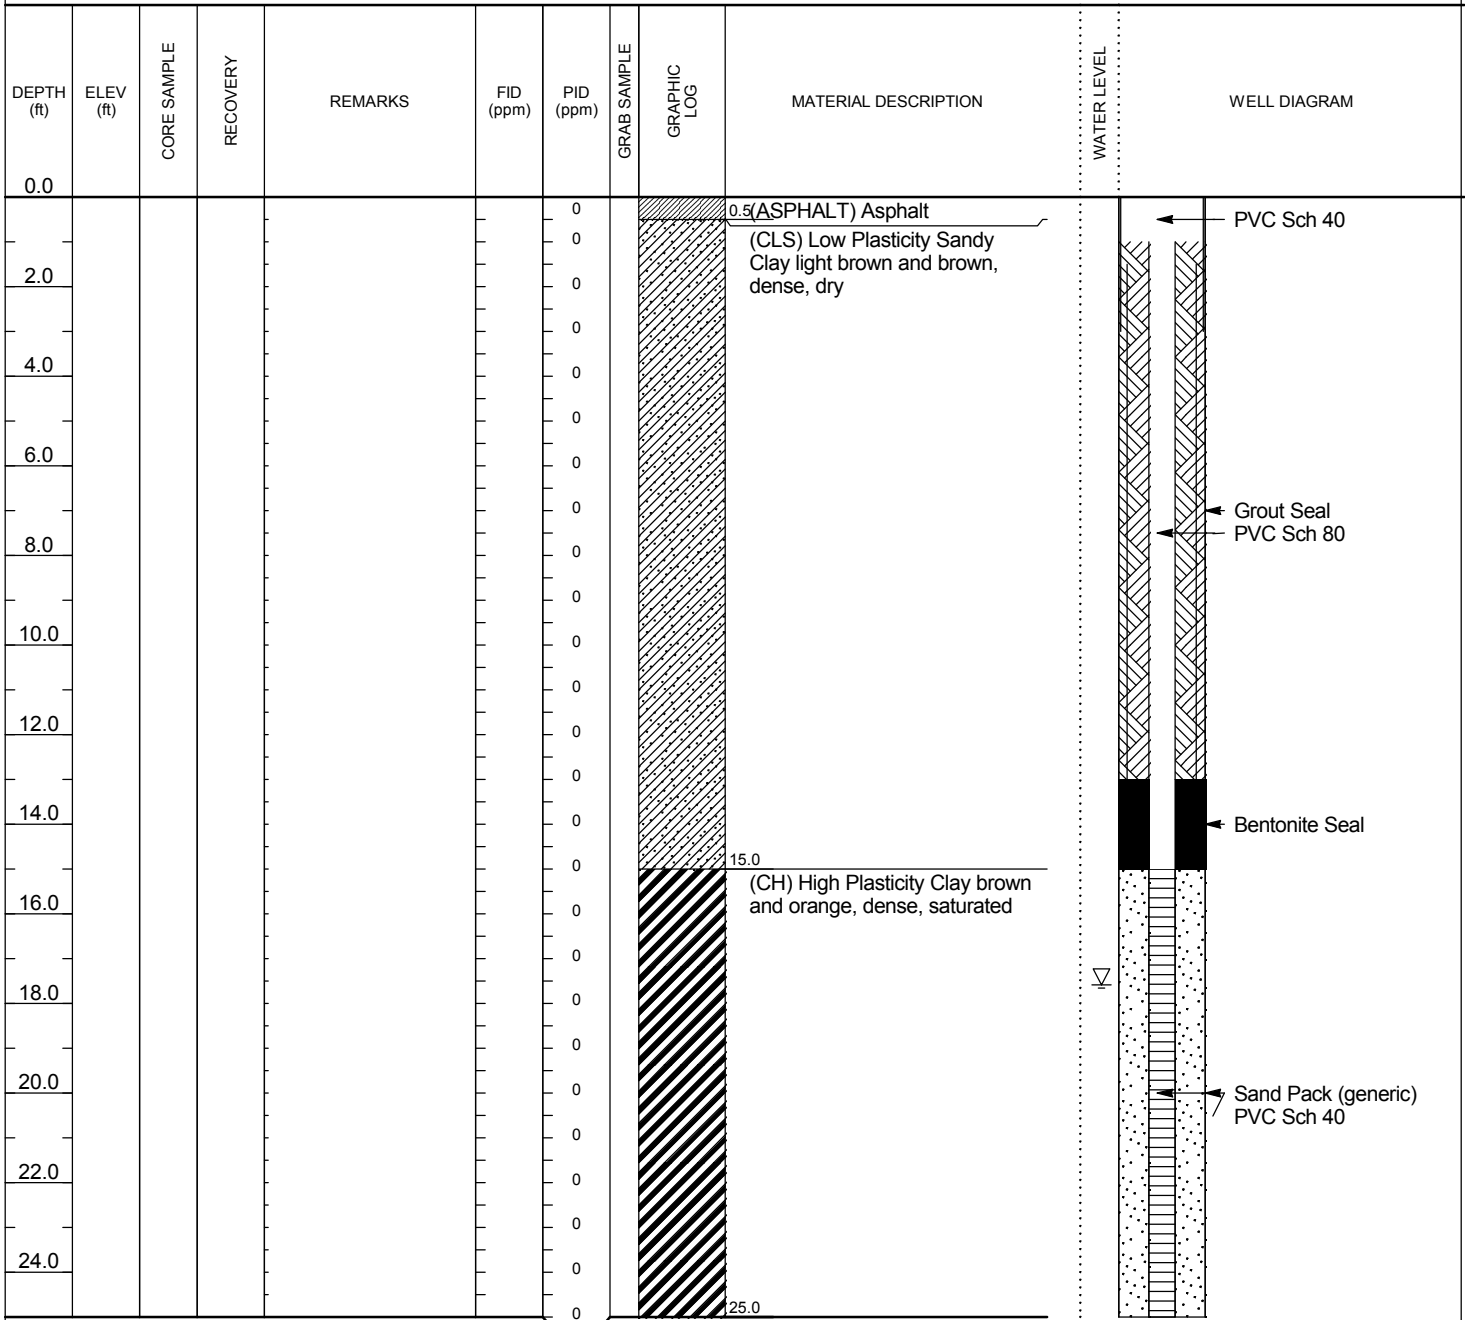 DEPTH
(ft)
ELEV
(ft)
CORE SAMPLE
RECOVERY
REMARKS
FID
(ppm)
PID
(ppm)
GRAB SAMPLE
GRAPHIC
LOG
MATERIAL DESCRIPTION
WATER LEVEL
WELL DIAGRAM
0.0
0
0.5 (ASPHALT) Asphalt
PVC Sch 40
0
(CLS) Low Plasticity Sandy
Clay light brown and brown,
dense, dry
2.0
0
0
4.0
0
0
6.0
0
0
Grout Seal
PVC Sch 80
8.0
0
0
10.0
0
0
12.0
0
0
14.0
0
Bentonite Seal
0
15.0
(CH) High Plasticity Clay brown
and orange, dense, saturated
16.0
0
0
18.0
0
0
20.0
0
Sand Pack (generic)
PVC Sch 40
0
22.0
0
0
24.0
0
0
25.0